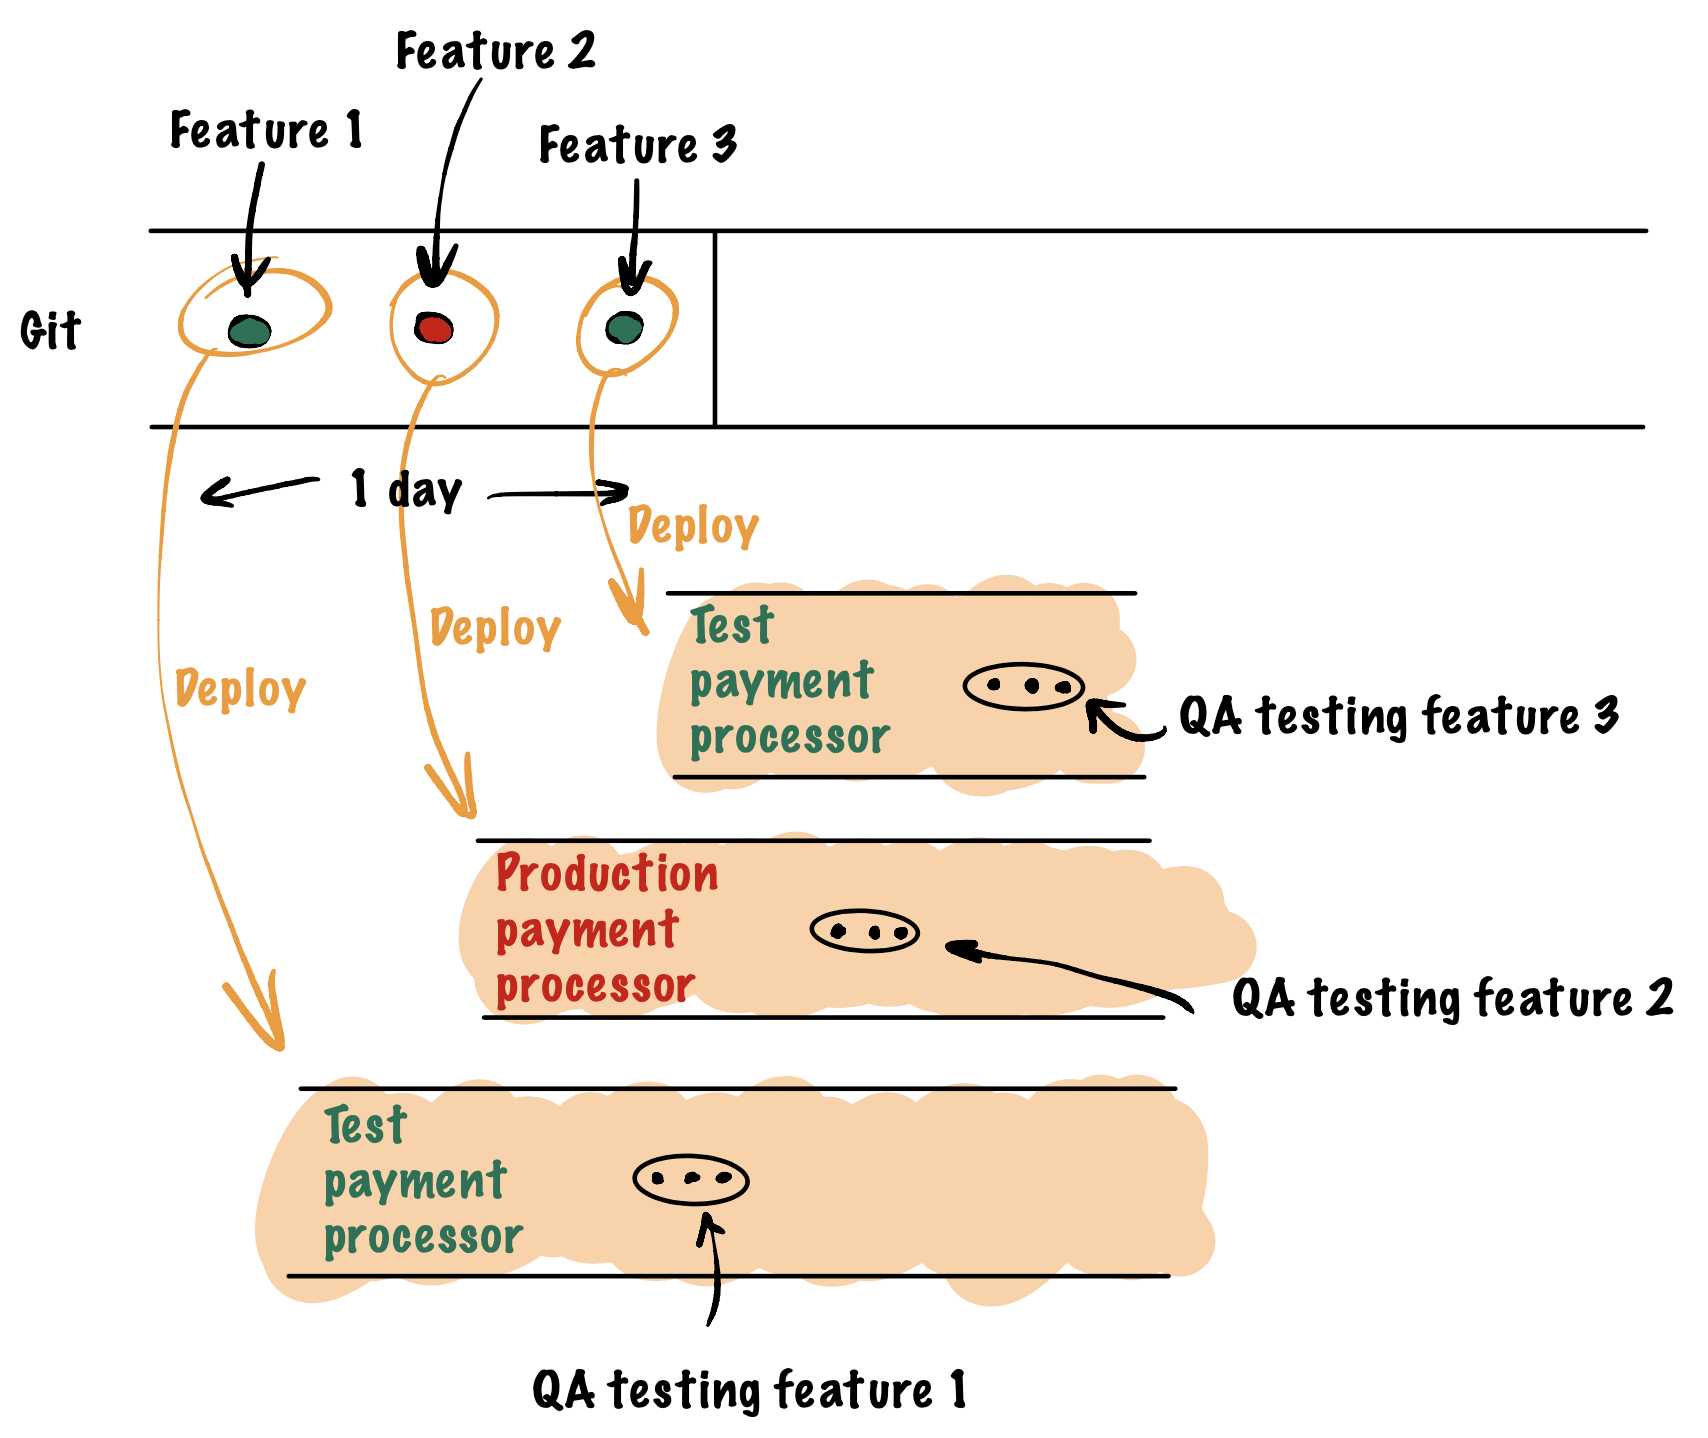 Feature 2
Feature 1
Feature 3
Git
1 day
Deploy
Deploy
Deploy
Test
payment
processor
QA testing feature 3
Production
payment
processor
QA testing feature 2
Test
payment
processor
QA testing feature 1